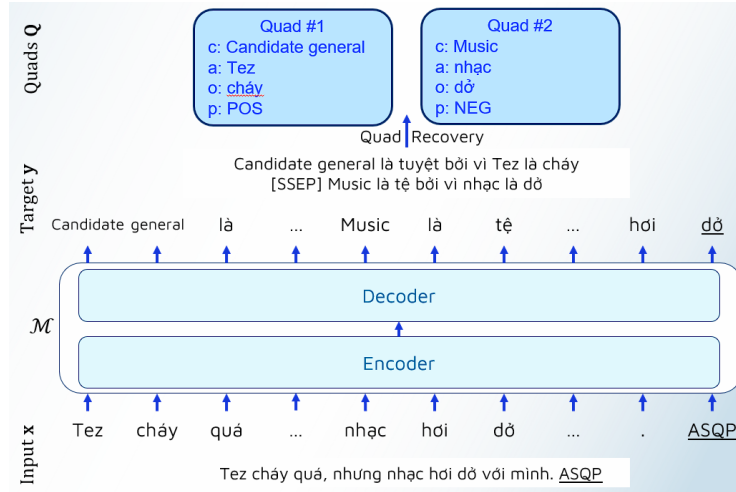 Quads Q
Quad #1
c: Candidate general
a: Tez
o: cháy
p: POS
Quad #2
c: Music
a: nhạc
o: dở
p: NEG
Quad Recovery
Target y
Candidate general là tuyệt bởi vì Tez là cháy
[SSEP] Music là tệ bởi vì nhạc là dở
Candidate general là ... Music là tệ ... hơi dở
M
Decoder
Encoder
Input x
Tez cháy quá ... nhạc hơi dở ... . ASQP
Tez cháy quá, nhưng nhạc hơi dở với mình. ASQP